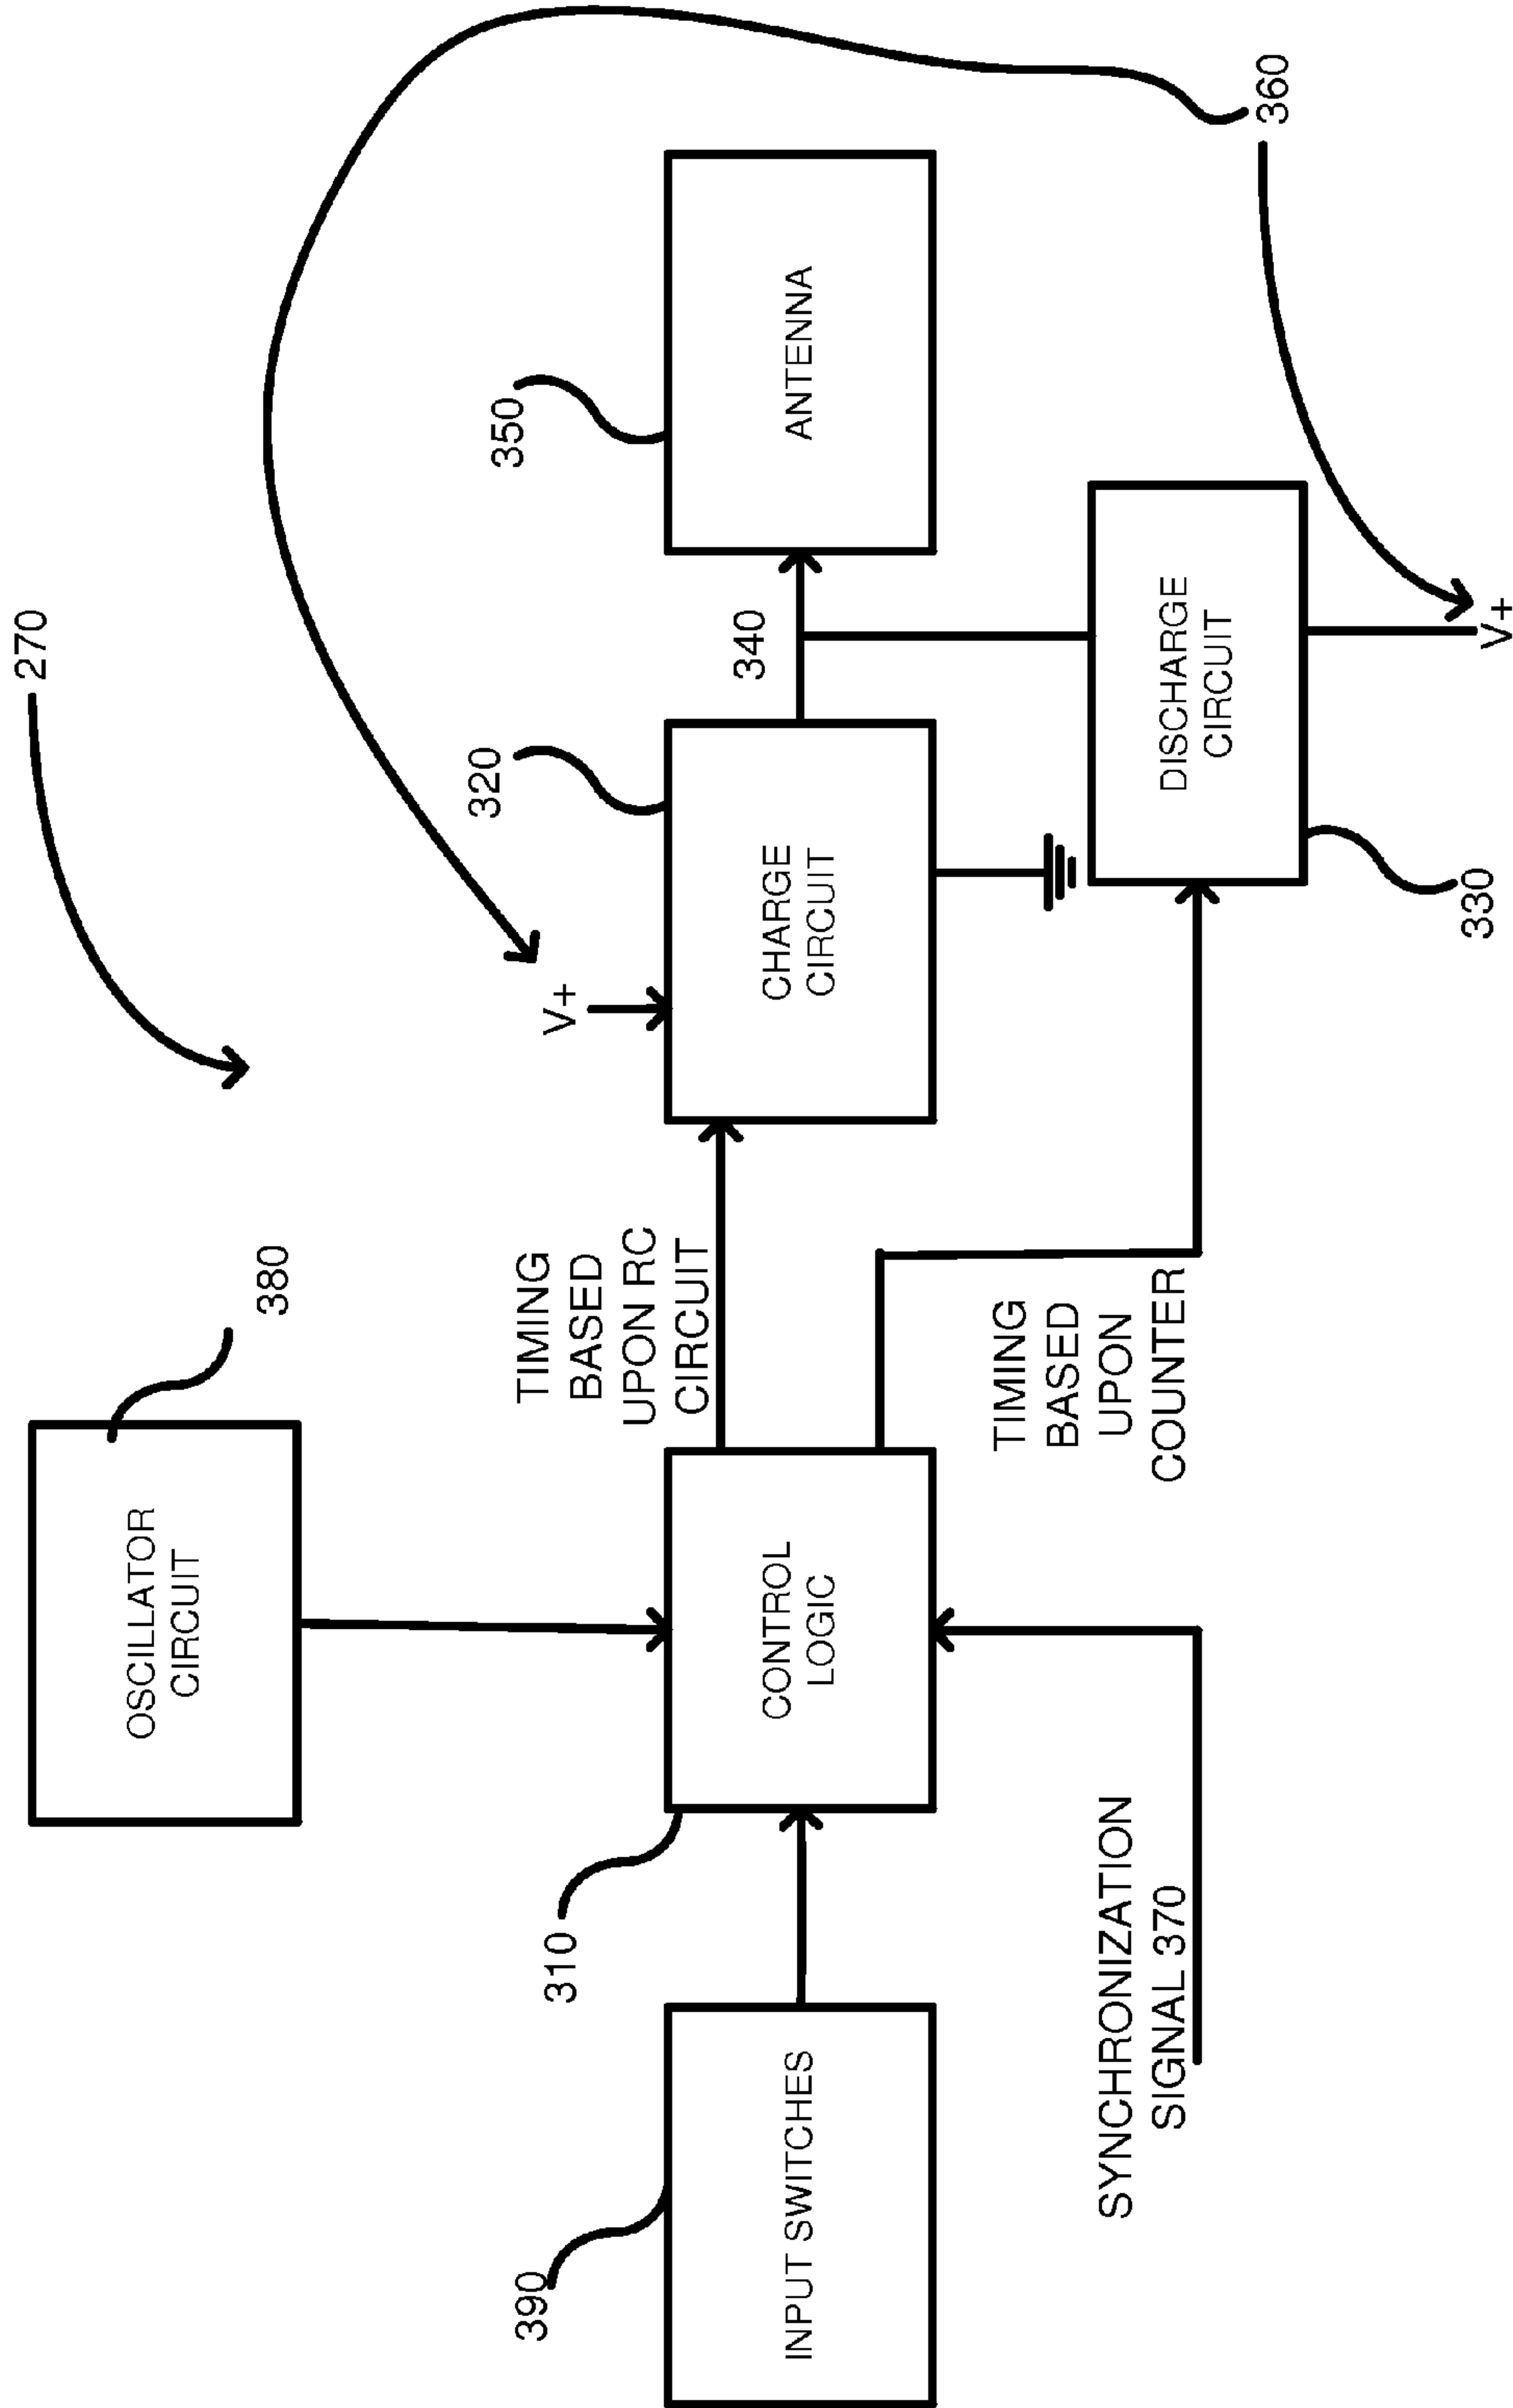 270
380
OSCILLATOR
CIRCUIT
360
390
INPUT SWITCHES
310
CONTROL
LOGIC
TIMING
BASED
UPON RC
CIRCUIT
V+
320
CHARGE
CIRCUIT
340
350
ANTENNA
SYNCHRONIZATION
SIGNAL 370
TIMING
BASED
UPON
COUNTER
330
DISCHARGE
CIRCUIT
V+